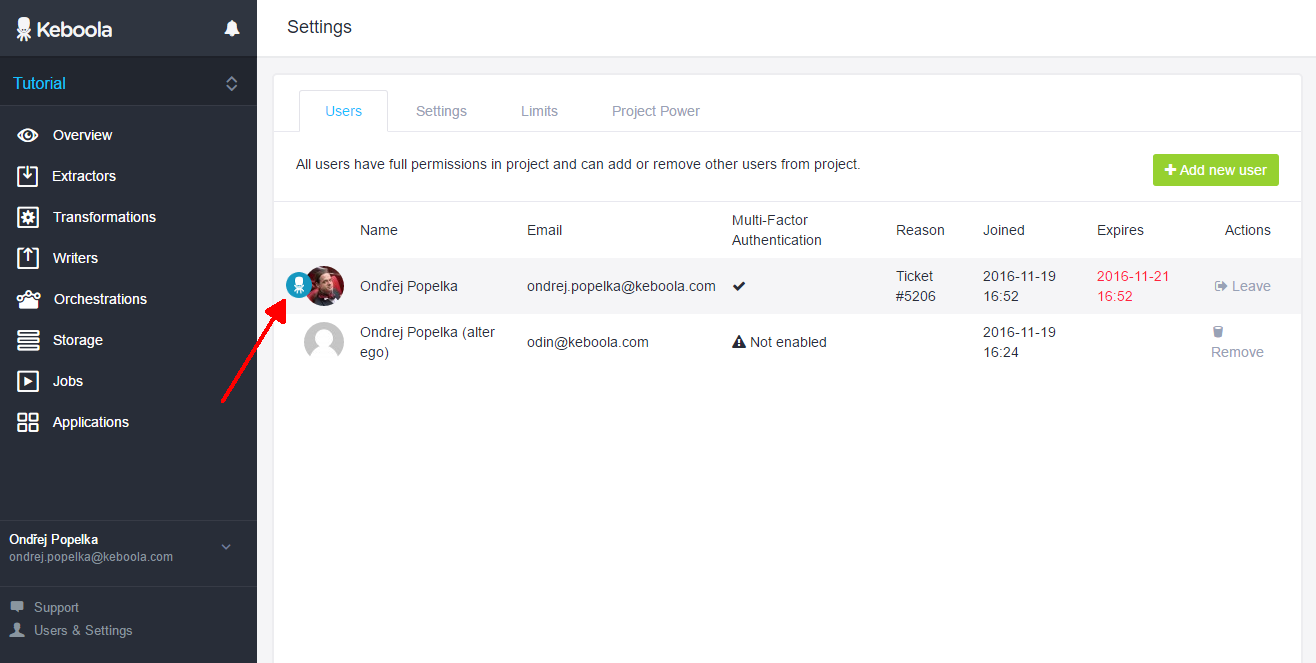 Keboola
Settings
Tutorial
Overview
Extractors
Transformations
Writers
Orchestrations
Storage
Jobs
Applications
Ondřej Popelka
ondrej.popelka@keboola.com
Support
Users & Settings
Users
Settings
Limits
Project Power
All users have full permissions in project and can add or remove other users from project.
Add new user
Name
Email
Multi-Factor
Authentication
Reason
Joined
Expires
Actions
Ondřej Popelka
ondrej.popelka@keboola.com
Ticket
#5206
2016-11-19
16:52
2016-11-21
16:52
Leave
Ondrej Popelka (alter
ego)
odin@keboola.com
Not enabled
2016-11-19
16:24
Remove